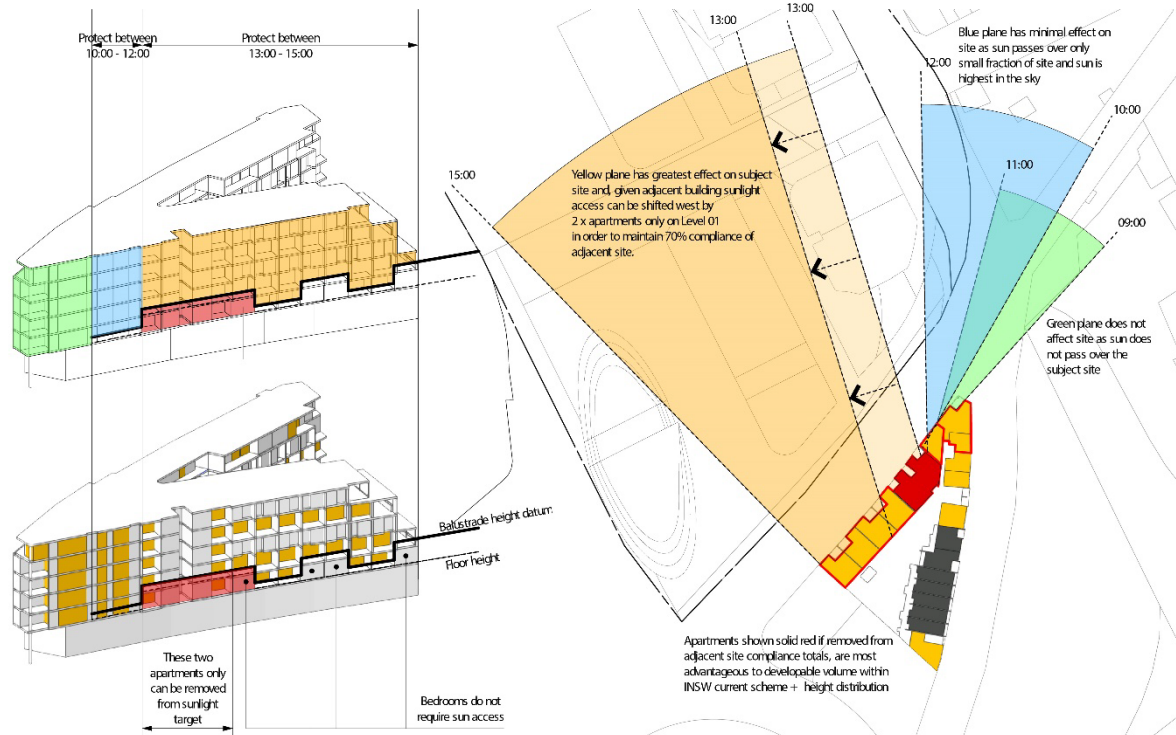 Protect between
10:00 - 12:00
Protect between
13:00 - 15:00
Balustrade height datum
Floor height
These two
apartments only
can be removed
from sunlight
target
Bedrooms do not
require sun access
15:00
13:00
13:00
12:00
Yellow plane has greatest effect on subject
site and, given adjacent building sunlight
access can be shifted west by
2 x apartments only on Level 01
in order to maintain 70% compliance of
adjacent site.
Blue plane has minimal effect on
site as sun passes over only
small fraction of site and sun is
highest in the sky
10:00
11:00
09:00
Green plane does not
affect site as sun does
not pass over the
subject site
Apartments shown solid red if removed from
adjacent site compliance totals, are most
advantageous to developable volume within
INSW current scheme + height distribution